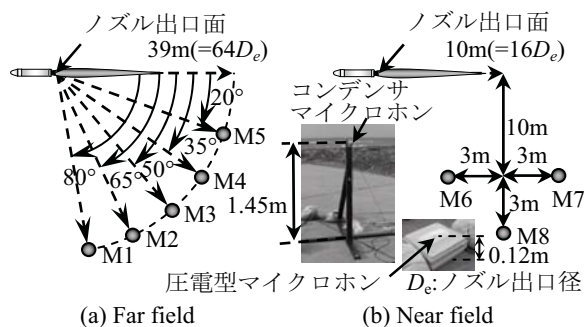 ノズル出口面
39m(=64De)
20°
35°
50°
65°
80°
M5
M4
M3
M2
M1
(a) Far field
ノズル出口面
10m(=16De)
コンデンサ
マイクロホン
10m
3m
3m
M6
M7
3m
M8
1.45m
0.12m
圧電型マイクロホン
De:ノズル出口径
(b) Near field